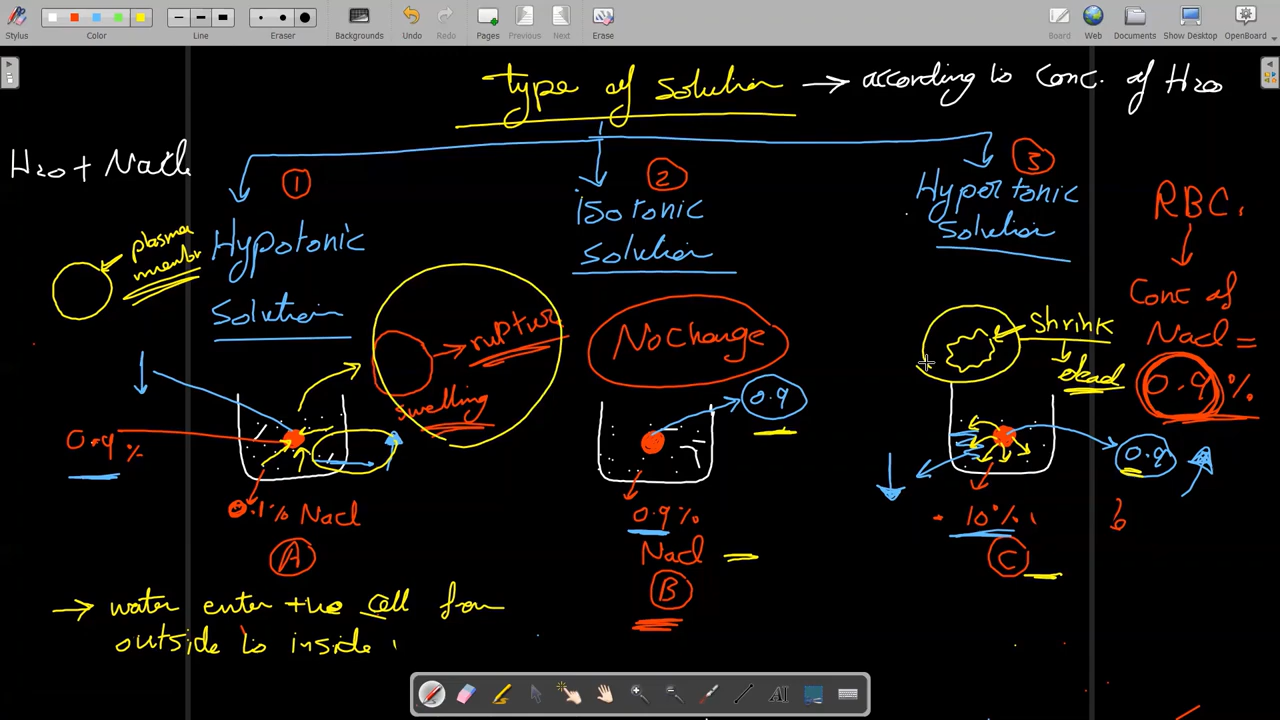 Stylus
Color
Line
Eraser
Backgrounds
Undo
Redo
Pages
Previous
Next
Erase
Board
Web
Documents
Show Desktop
OpenBoard
type of solution → according to Conc. of H2O
H2O + Nacl
① ② ③
Hypotonic
Solution
isotonic
solution
Hypertonic
Solution
RBC.
↓
Conc of
Nacl =
0.9 %
plasma
membr
rupture
swelling
No Change
Shrink
dead
0.9 %
0.9
0.9
0.1% Nacl
A
0.9%
Nacl
B
10%
C
→ water enter the cell from
outside to inside
AI